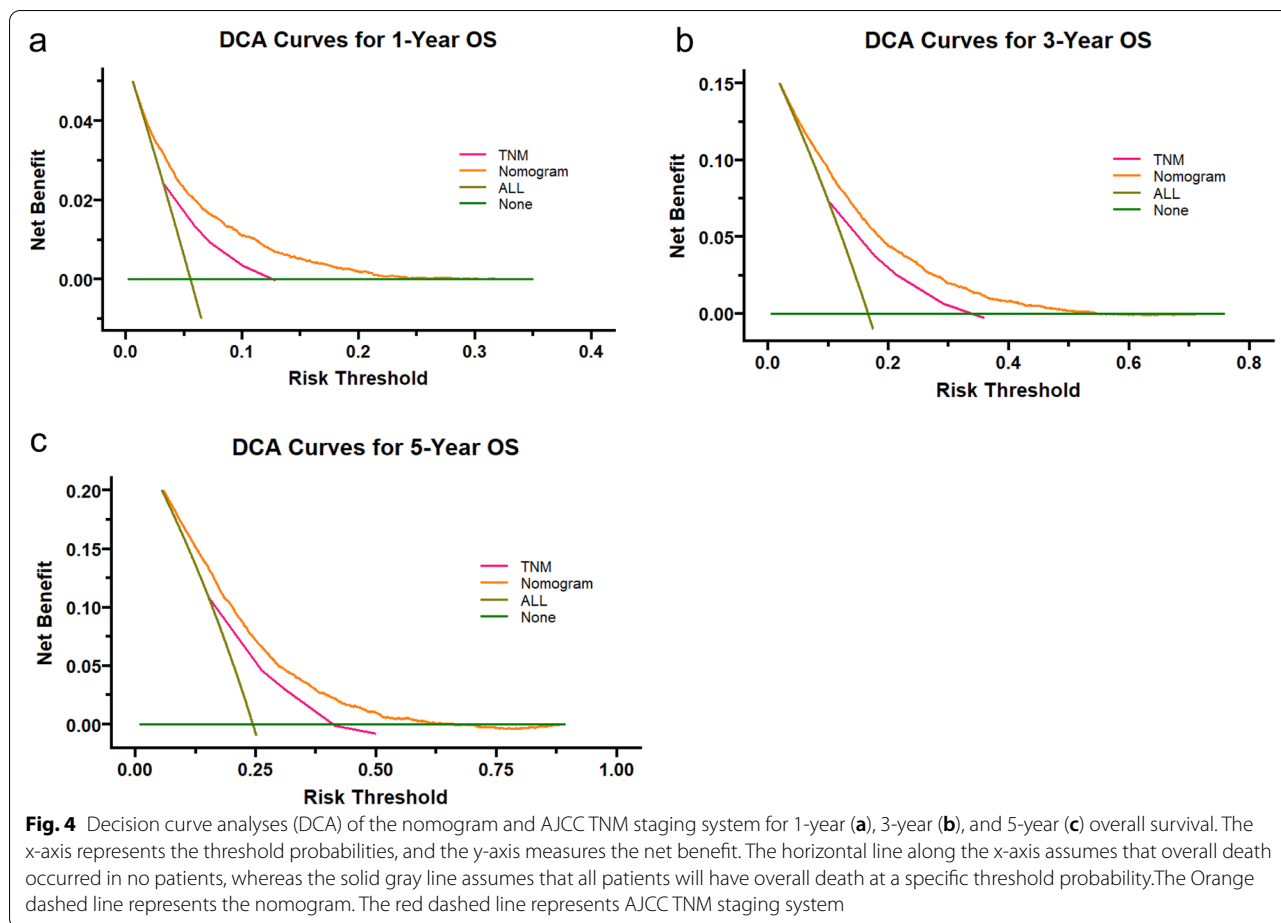 a
DCA Curves for 1-Year OS
Net Benefit
0.04
0.02
0.00
TNM
Nomogram
ALL
None
0.0 0.1 0.2 0.3 0.4
Risk Threshold
b
DCA Curves for 3-Year OS
Net Benefit
0.15
0.10
0.05
0.00
TNM
Nomogram
ALL
None
0.0 0.2 0.4 0.6 0.8
Risk Threshold
c
DCA Curves for 5-Year OS
Net Benefit
0.20
0.15
0.10
0.05
0.00
TNM
Nomogram
ALL
None
0.00 0.25 0.50 0.75 1.00
Risk Threshold
Fig. 4 Decision curve analyses (DCA) of the nomogram and AJCC TNM staging system for 1-year (a), 3-year (b), and 5-year (c) overall survival. The
x-axis represents the threshold probabilities, and the y-axis measures the net benefit. The horizontal line along the x-axis assumes that overall death
occurred in no patients, whereas the solid gray line assumes that all patients will have overall death at a specific threshold probability.The Orange
dashed line represents the nomogram. The red dashed line represents AJCC TNM staging system